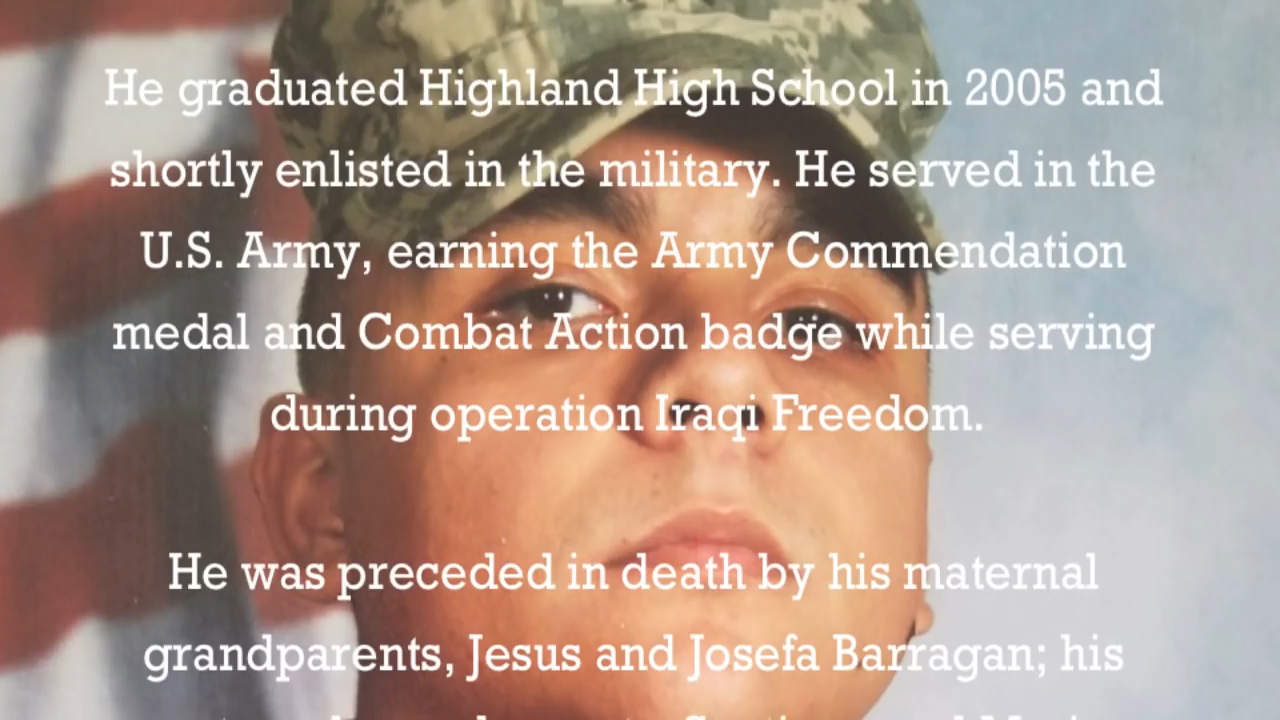 He graduated Highland High School in 2005 and
shortly enlisted in the military. He served in the
U.S. Army, earning the Army Commendation
medal and Combat Action badge while serving
during operation Iraqi Freedom.
He was preceded in death by his maternal
grandparents, Jesus and Josefa Barragan; his